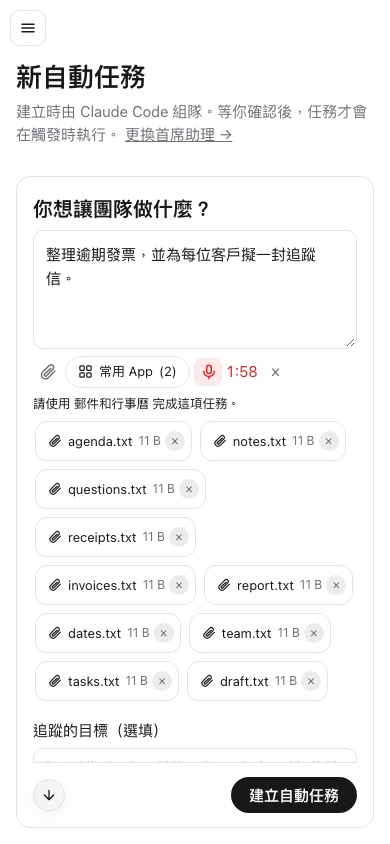 新自動任務
建立時由 Claude Code 組隊。等你確認後，任務才會
在觸發時執行。 更換首席助理 →
你想讓團隊做什麼？
整理逾期發票，並為每位客戶擬一封追蹤
信。
常用 App（2） 1:58 ×
請使用 郵件和行事曆 完成這項任務。
agenda.txt 11 B × notes.txt 11 B ×
questions.txt 11 B ×
receipts.txt 11 B ×
invoices.txt 11 B × report.txt 11 B ×
dates.txt 11 B × team.txt 11 B ×
tasks.txt 11 B × draft.txt 11 B ×
追蹤的目標（選填）
建立自動任務